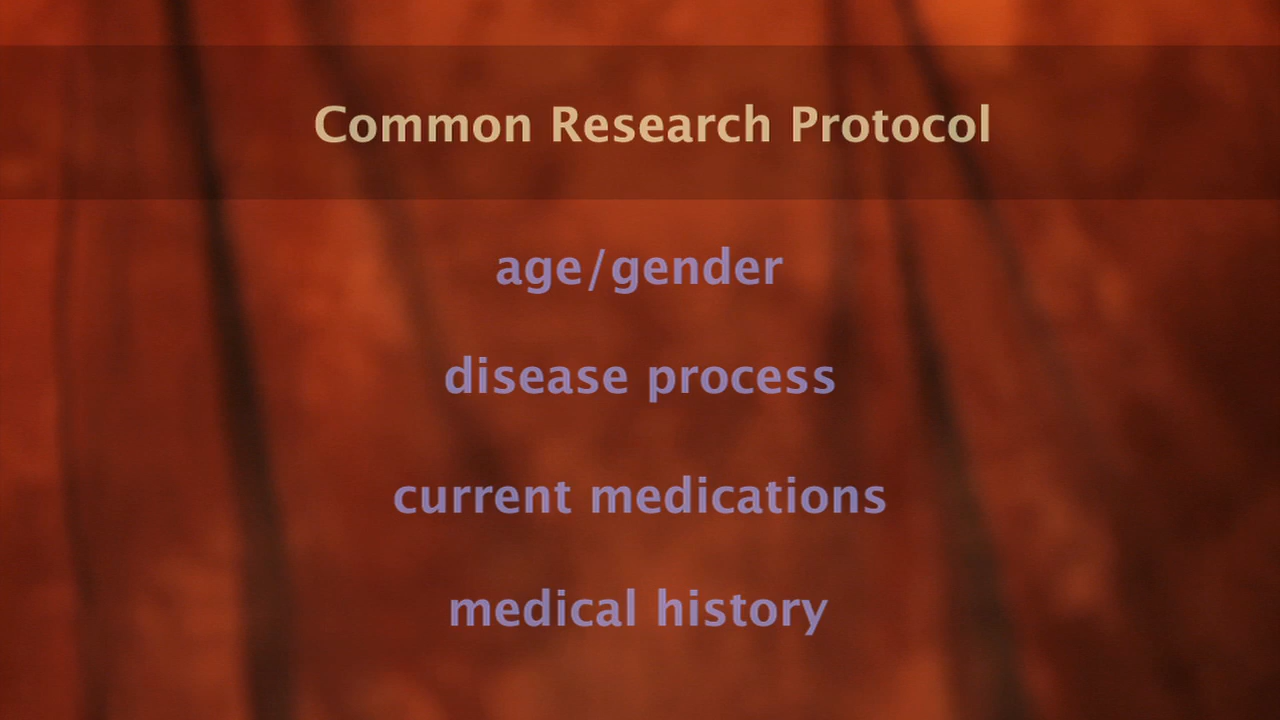 Common Research Protocol
age/gender
disease process
current medications
medical history